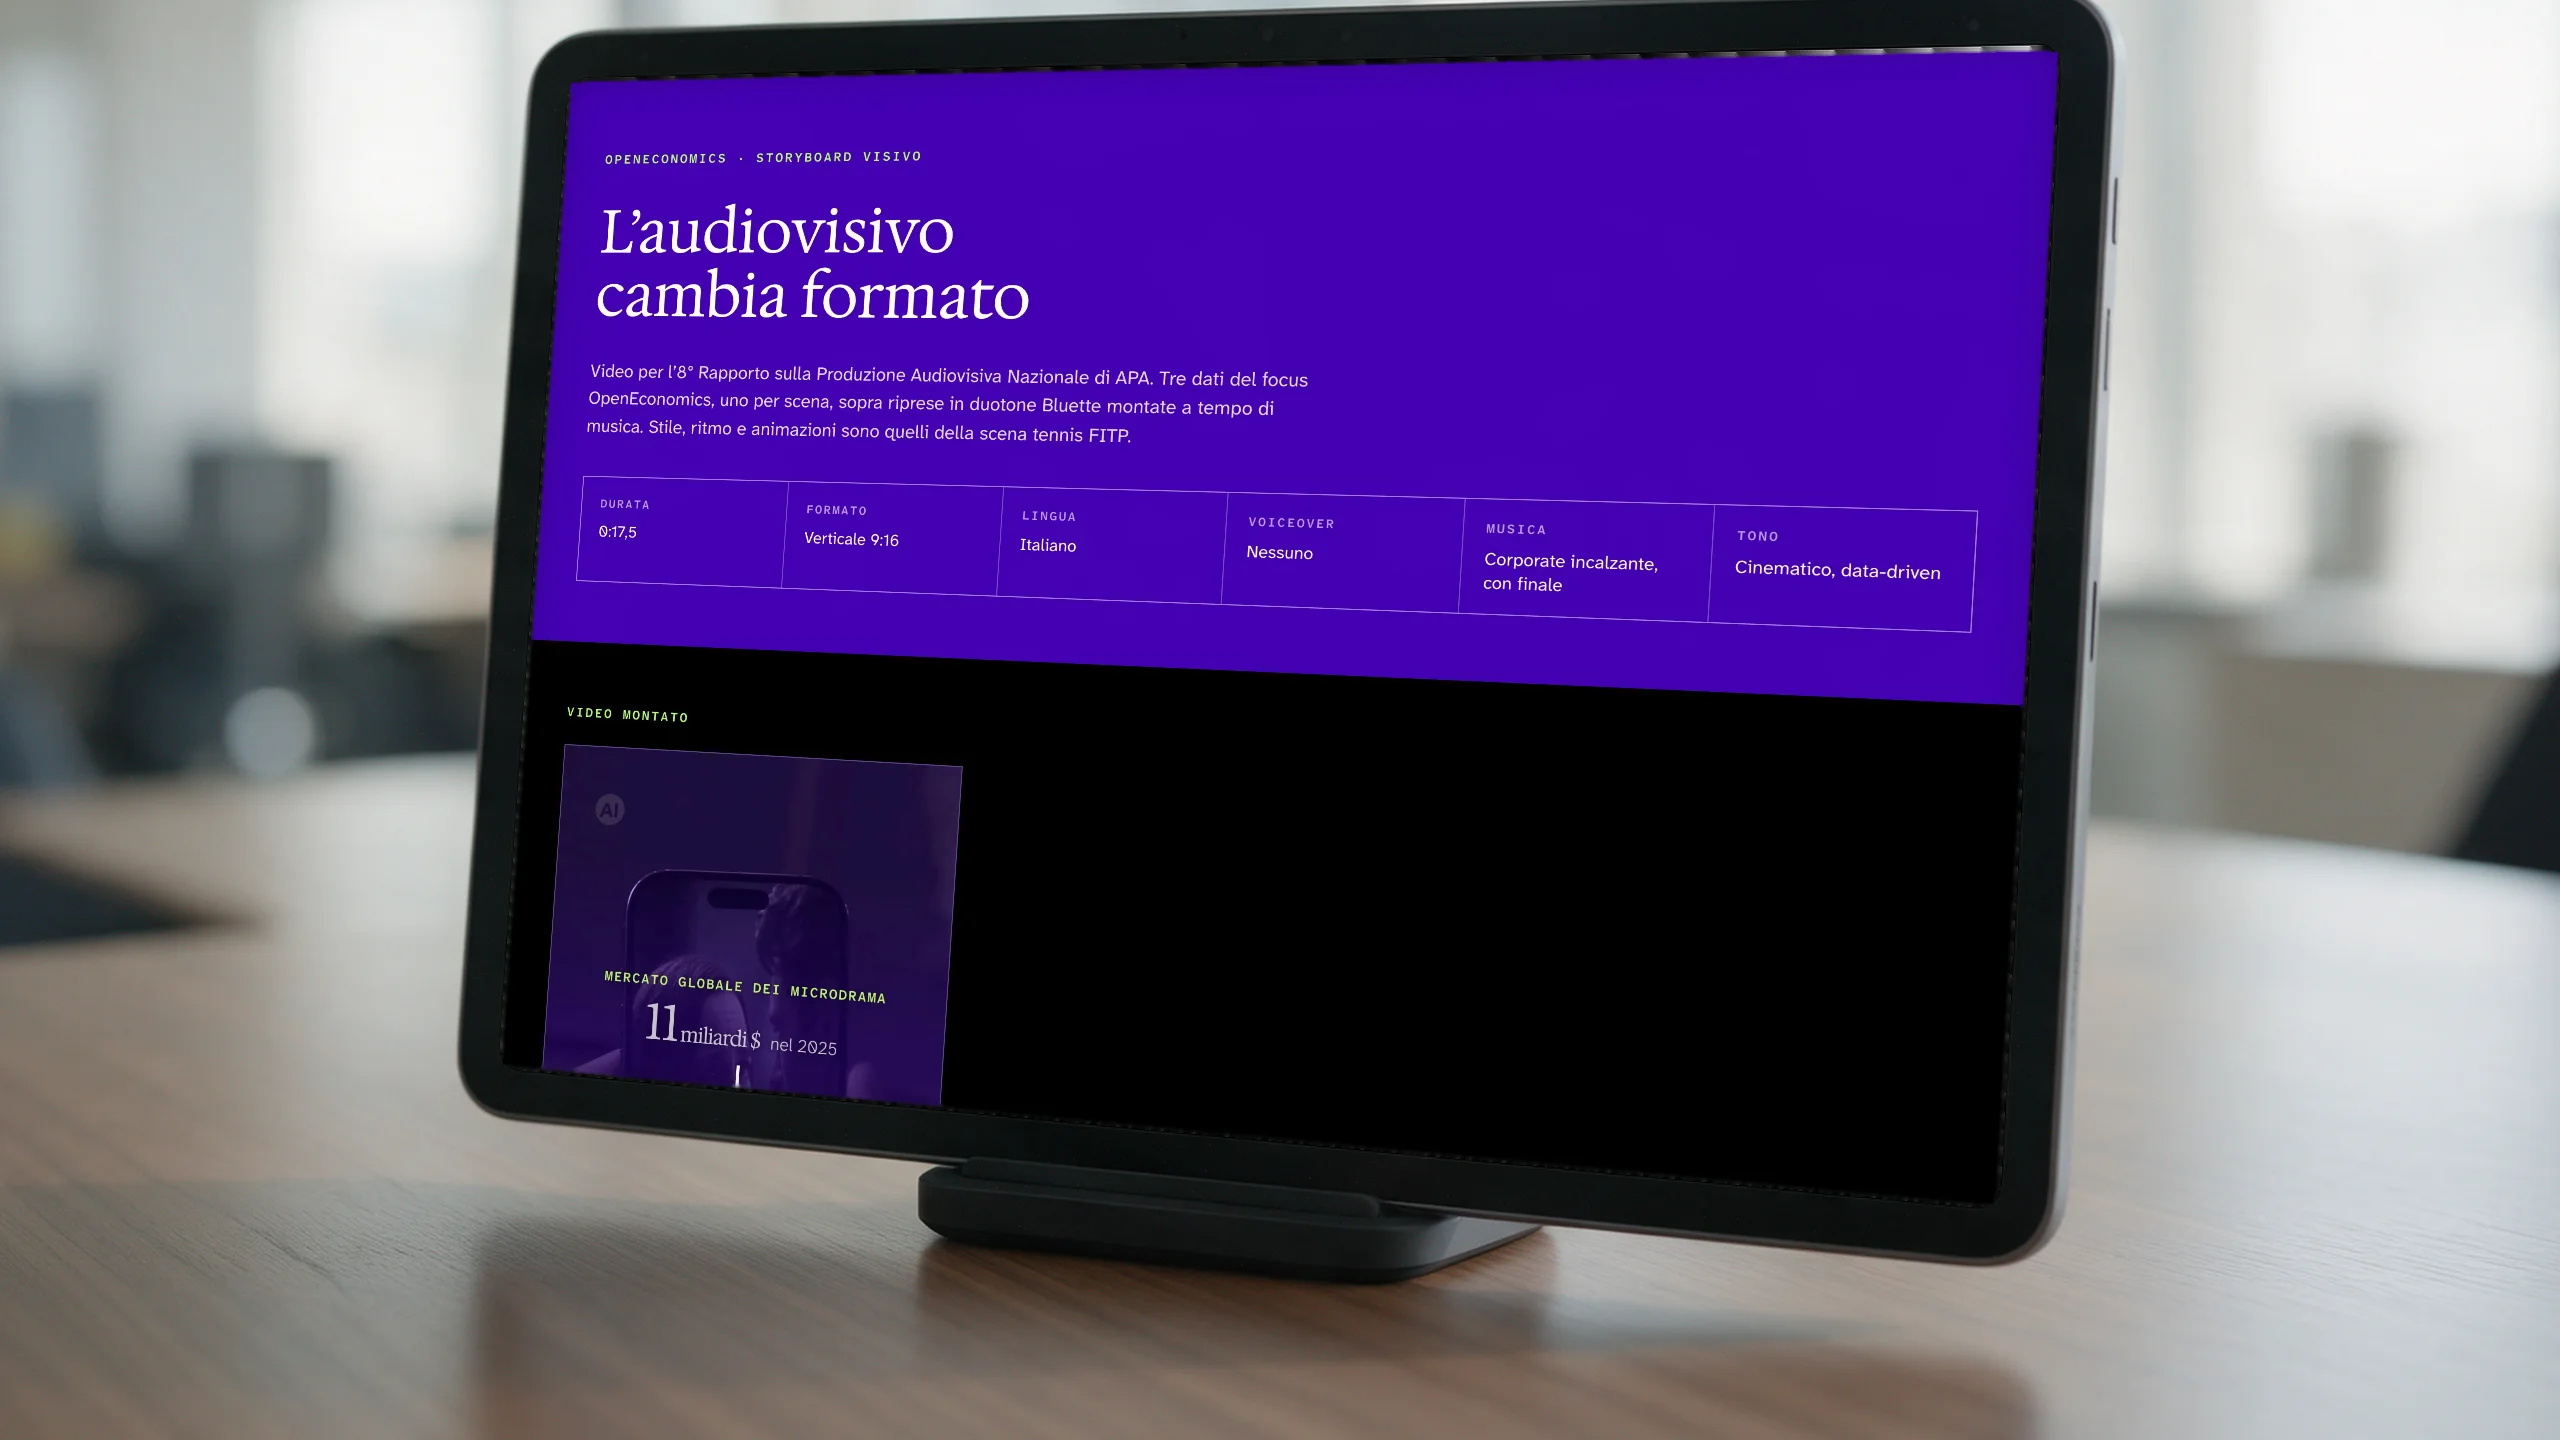 OPENECONOMICS · STORYBOARD VISIVO
L’audiovisivo
cambia formato
Video per l’8° Rapporto sulla Produzione Audiovisiva Nazionale di APA. Tre dati del focus
OpenEconomics, uno per scena, sopra riprese in duotone Bluette montate a tempo di
musica. Stile, ritmo e animazioni sono quelli della scena tennis FITP.
DURATA
0:17,5
FORMATO
Verticale 9:16
LINGUA
Italiano
VOICEOVER
Nessuno
MUSICA
Corporate incalzante,
con finale
TONO
Cinematico, data-driven
VIDEO MONTATO
AI
MERCATO GLOBALE DEI MICRODRAMA
11 miliardi $ nel 2025